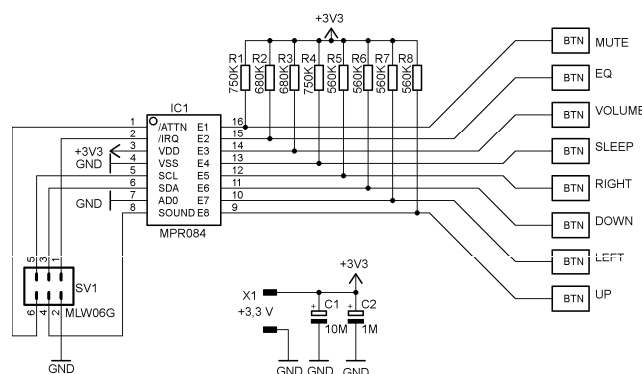 +3V3
R1 R2 R3 R4 R5 R6 R7 R8
750K 680K 680K 750K 560K 560K 560K 560K
BTN MUTE
BTN EQ
BTN VOLUME
BTN SLEEP
BTN RIGHT
BTN DOWN
BTN LEFT
BTN UP
IC1
1 /ATTN E1 16
2 /IRQ E2 15
+3V3 3 VDD E3 14
GND 4 VSS E4 13
5 SCL E5 12
6 SDA E6 11
GND 7 AD0 E7 10
8 SOUND E8 9
MPR084
5 3 1
SV1
6 4 2
MLW06G
GND
+3V3
X1
+3,3 V
+ C1 + C2
10M 1M
GND GND GND